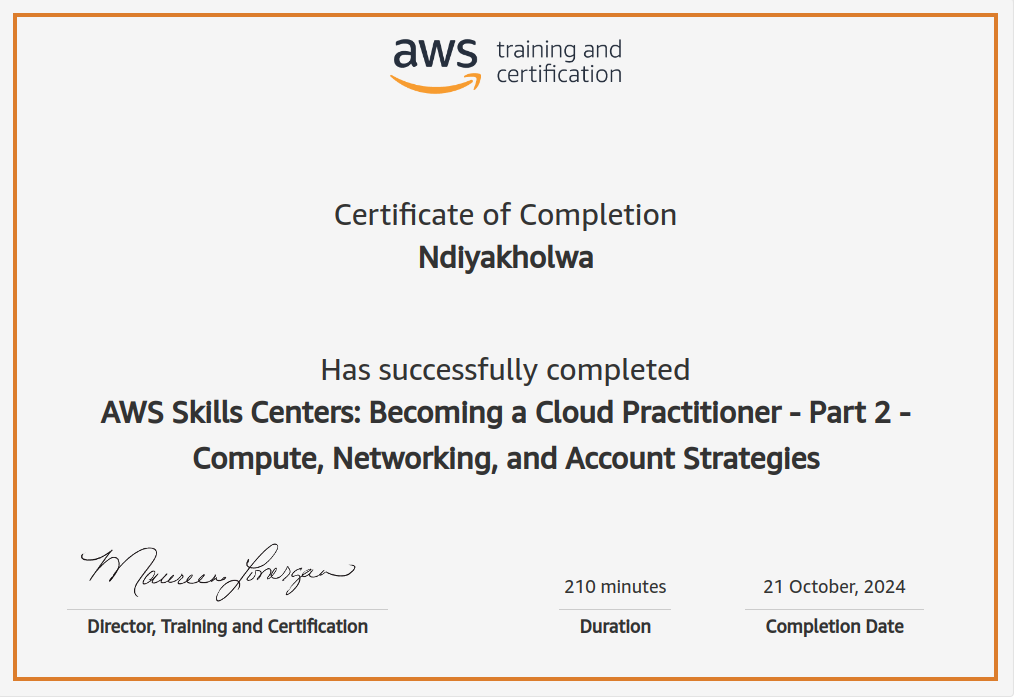 aws training and
certification
Certificate of Completion
Ndiyakholwa
Has successfully completed
AWS Skills Centers: Becoming a Cloud Practitioner - Part 2 -
Compute, Networking, and Account Strategies
Maureen Lonergan
210 minutes
21 October, 2024
Director, Training and Certification
Duration
Completion Date